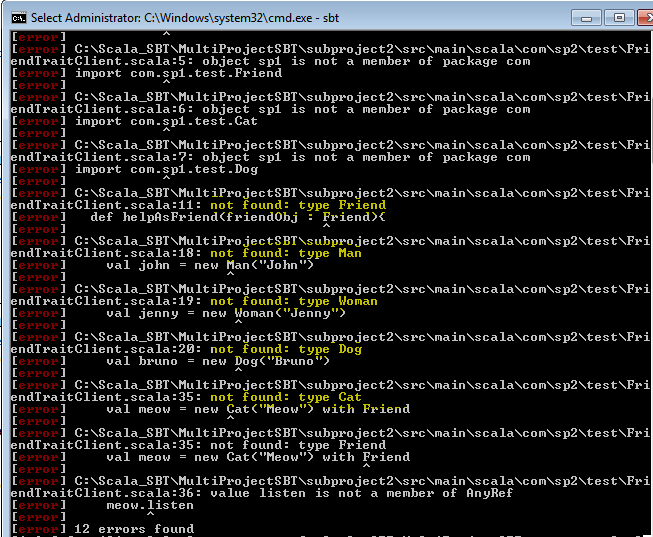 Select Administrator: C:\Windows\system32\cmd.exe - sbt
[error]             ^
[error] C:\Scala_SBT\MultiProjectSBT\subproject2\src\main\scala\com\sp2\test\Fri
endTraitClient.scala:5: object sp1 is not a member of package com
[error] import com.sp1.test.Friend
[error]             ^
[error] C:\Scala_SBT\MultiProjectSBT\subproject2\src\main\scala\com\sp2\test\Fri
endTraitClient.scala:6: object sp1 is not a member of package com
[error] import com.sp1.test.Cat
[error]             ^
[error] C:\Scala_SBT\MultiProjectSBT\subproject2\src\main\scala\com\sp2\test\Fri
endTraitClient.scala:7: object sp1 is not a member of package com
[error] import com.sp1.test.Dog
[error]             ^
[error] C:\Scala_SBT\MultiProjectSBT\subproject2\src\main\scala\com\sp2\test\Fri
endTraitClient.scala:11: not found: type Friend
[error]   def helpAsFriend(friendObj : Friend){
[error]                                ^
[error] C:\Scala_SBT\MultiProjectSBT\subproject2\src\main\scala\com\sp2\test\Fri
endTraitClient.scala:18: not found: type Man
[error]     val john = new Man("John")
[error]                    ^
[error] C:\Scala_SBT\MultiProjectSBT\subproject2\src\main\scala\com\sp2\test\Fri
endTraitClient.scala:19: not found: type Woman
[error]     val jenny = new Woman("Jenny")
[error]                     ^
[error] C:\Scala_SBT\MultiProjectSBT\subproject2\src\main\scala\com\sp2\test\Fri
endTraitClient.scala:20: not found: type Dog
[error]     val bruno = new Dog("Bruno")
[error]                     ^
[error] C:\Scala_SBT\MultiProjectSBT\subproject2\src\main\scala\com\sp2\test\Fri
endTraitClient.scala:35: not found: type Cat
[error]     val meow = new Cat("Meow") with Friend
[error]                    ^
[error] C:\Scala_SBT\MultiProjectSBT\subproject2\src\main\scala\com\sp2\test\Fri
endTraitClient.scala:35: not found: type Friend
[error]     val meow = new Cat("Meow") with Friend
[error]                                     ^
[error] C:\Scala_SBT\MultiProjectSBT\subproject2\src\main\scala\com\sp2\test\Fri
endTraitClient.scala:36: value listen is not a member of AnyRef
[error]     meow.listen
[error]          ^
[error] 12 errors found